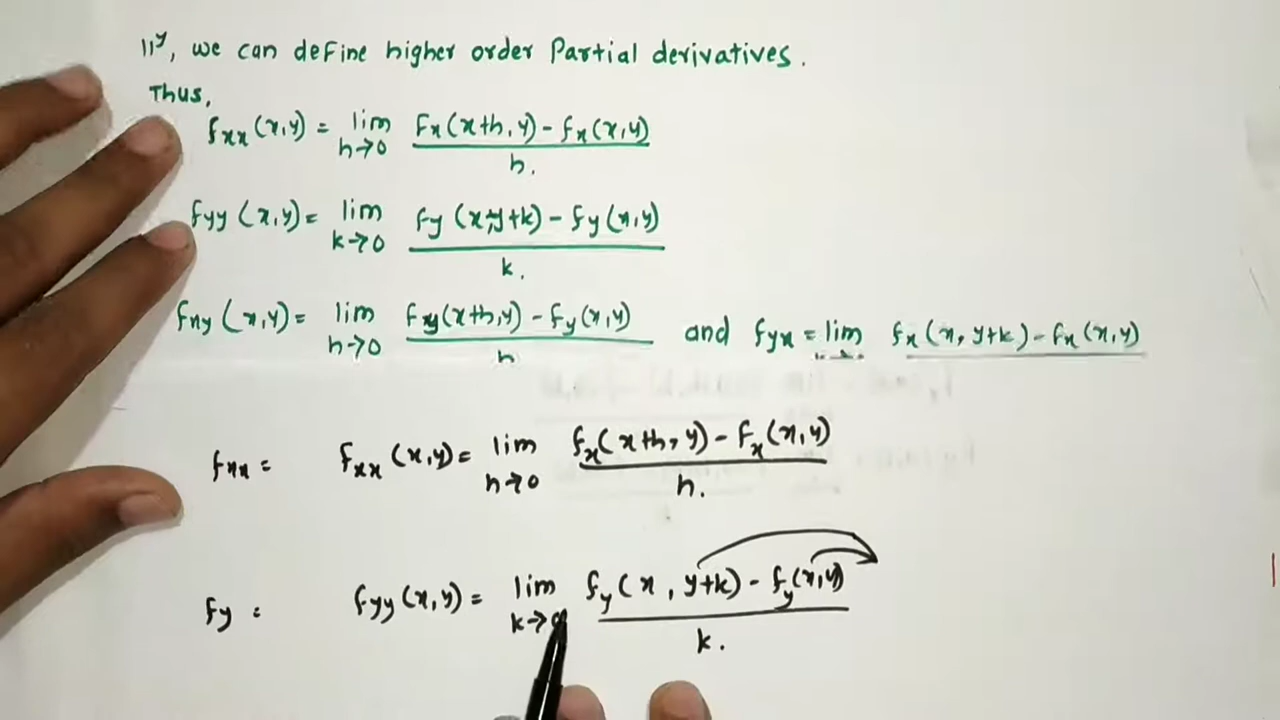 11ʸ, we can define higher order Partial derivatives.
Thus,
fxx (x,y) = lim h→0 fx(x+h, y) - fx(x,y) / h.
fyy (x,y) = lim k→0 fy (x,y+k) - fy (x,y) / k.
fxy (x,y) = lim h→0 fy(x+h,y) - fy(x,y) / h and fyx = lim fx(x, y+k) - fx(x,y)
fxx = fxx (x,y) = lim h→0 fx(x+h, y) - fx(x,y) / h.
fy = fyy (x,y) = lim k→0 fy (x, y+k) - fy(x,y) / k.